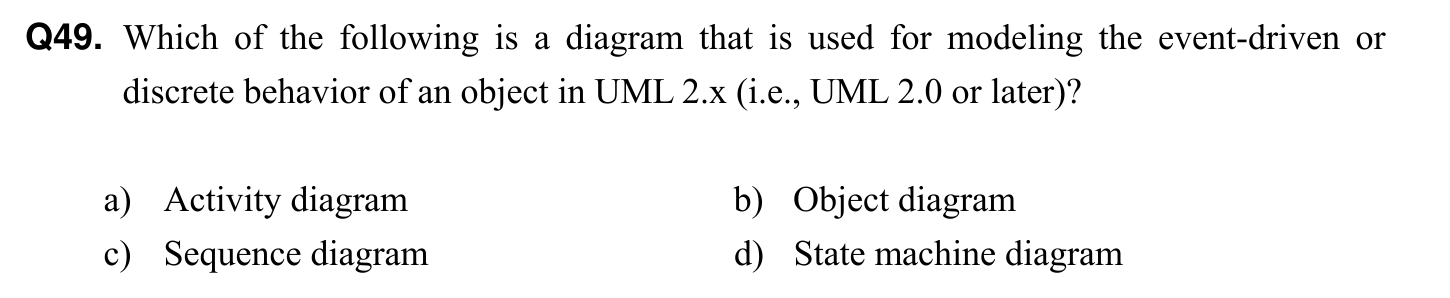 Q49. Which of the following is a diagram that is used for modeling the event-driven or
discrete behavior of an object in UML 2.x (i.e., UML 2.0 or later)?
a) Activity diagram b) Object diagram
c) Sequence diagram d) State machine diagram